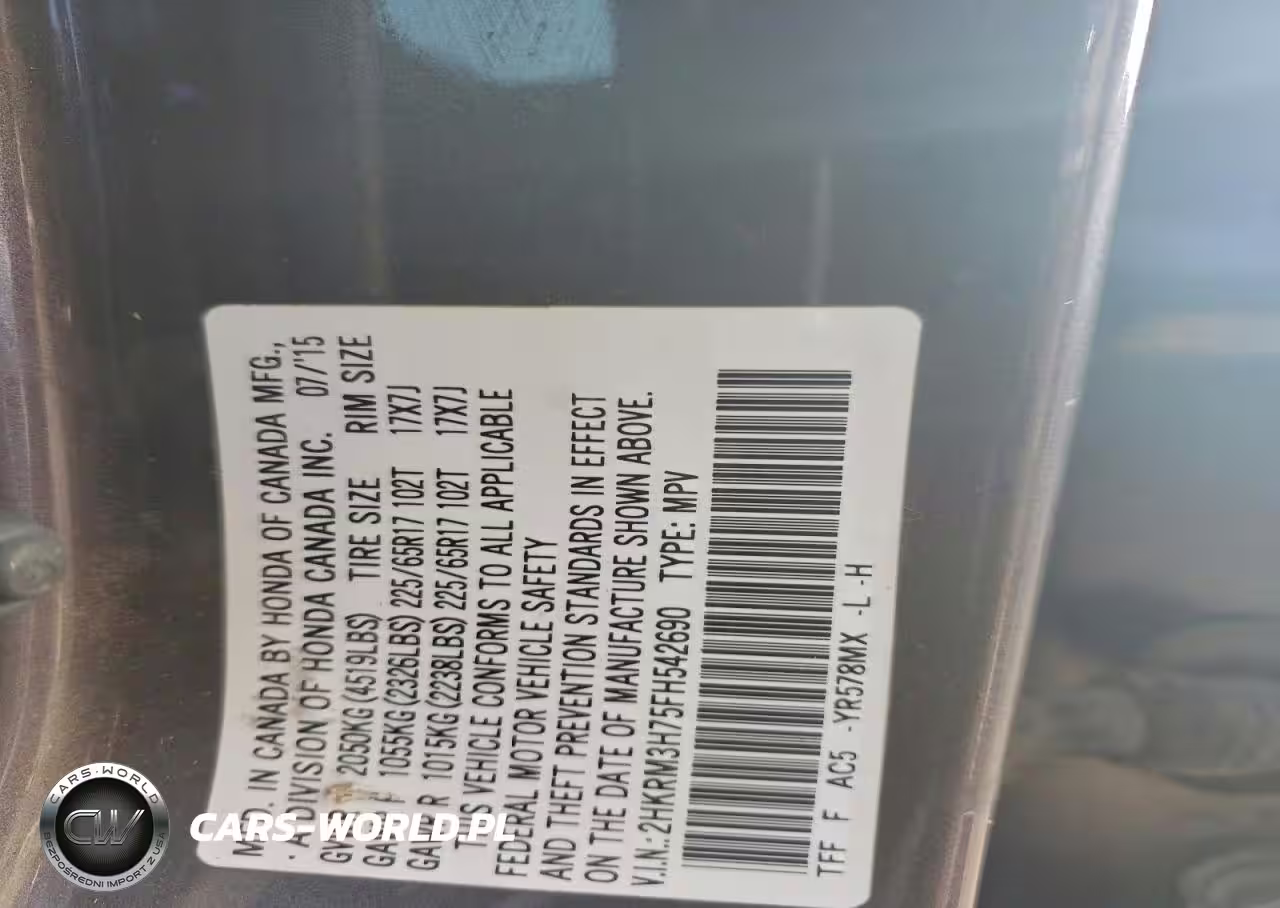 MFD. IN CANADA BY HONDA OF CANADA MFG.,
A DIVISION OF HONDA CANADA INC. 07/'15
2050KG(4519LBS) TIRE SIZE RIM SIZE
1055KG(2326LBS) 225/65R17 102T 17X7J
GAWR R 1015KG(2238LBS) 225/65R17 102T 17X7J
THIS VEHICLE CONFORMS TO ALL APPLICABLE
FEDERAL MOTOR VEHICLE SAFETY
AND THEFT PREVENTION STANDARDS IN EFFECT
ON THE DATE OF MANUFACTURE SHOWN ABOVE.
V.I.N.:2HKRM3H75FH542690 TYPE: MPV
TFF F AC5 -YR578MX -L -H
CARS-WORLD
CW
BEZPOŚREDNI IMPORT Z USA
CARS-WORLD.PL